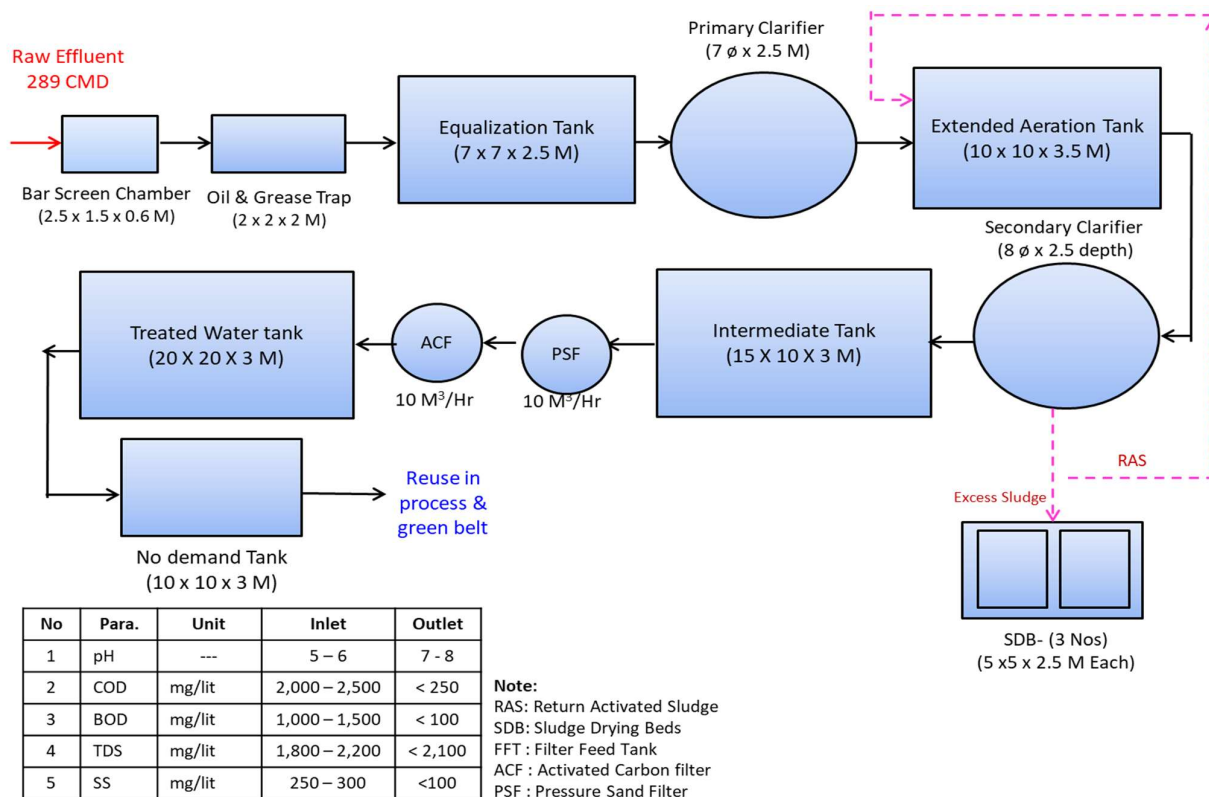 Raw Effluent
289 CMD
Bar Screen Chamber
(2.5 x 1.5 x 0.6 M)
Oil & Grease Trap
(2 x 2 x 2 M)
Equalization Tank
(7 x 7 x 2.5 M)
Primary Clarifier
(7 ø x 2.5 M)
Extended Aeration Tank
(10 x 10 x 3.5 M)
Secondary Clarifier
(8 ø x 2.5 depth)
Treated Water tank
(20 X 20 X 3 M)
ACF
10 M³/Hr
PSF
10 M³/Hr
Intermediate Tank
(15 X 10 X 3 M)
RAS
Excess Sludge
No demand Tank
(10 x 10 x 3 M)
Reuse in
process &
green belt
SDB- (3 Nos)
(5 x5 x 2.5 M Each)
No Para. Unit Inlet Outlet
1 pH --- 5 – 6 7 - 8
2 COD mg/lit 2,000 – 2,500 < 250
3 BOD mg/lit 1,000 – 1,500 < 100
4 TDS mg/lit 1,800 – 2,200 < 2,100
5 SS mg/lit 250 – 300 <100
Note:
RAS: Return Activated Sludge
SDB: Sludge Drying Beds
FFT : Filter Feed Tank
ACF : Activated Carbon filter
PSF : Pressure Sand Filter